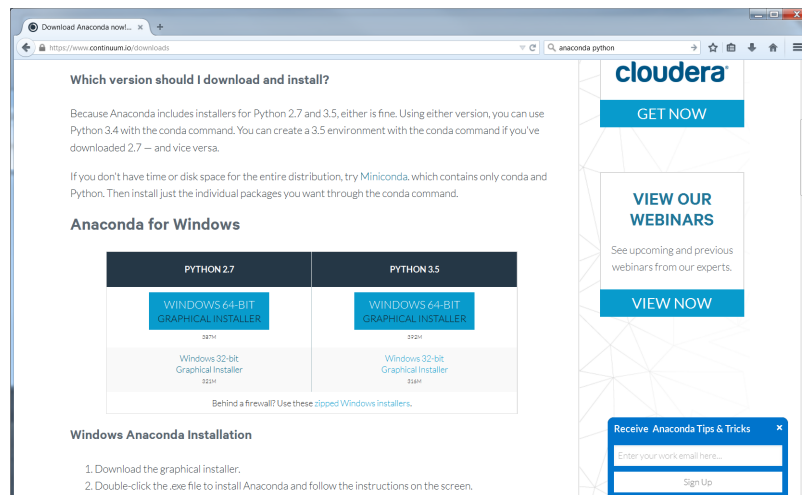 Download Anaconda now!...
https://www.continuum.io/downloads
anaconda python
Which version should I download and install?
Because Anaconda includes installers for Python 2.7 and 3.5, either is fine. Using either version, you can use
Python 3.4 with the conda command. You can create a 3.5 environment with the conda command if you've
downloaded 2.7 — and vice versa.
If you don't have time or disk space for the entire distribution, try Miniconda. which contains only conda and
Python. Then install just the individual packages you want through the conda command.
Anaconda for Windows
PYTHON 2.7
PYTHON 3.5
WINDOWS 64-BIT
GRAPHICAL INSTALLER
387M
WINDOWS 64-BIT
GRAPHICAL INSTALLER
392M
Windows 32-bit
Graphical Installer
321M
Windows 32-bit
Graphical Installer
316M
Behind a firewall? Use these zipped Windows installers.
Windows Anaconda Installation
1. Download the graphical installer.
2. Double-click the .exe file to install Anaconda and follow the instructions on the screen.
cloudera
GET NOW
VIEW OUR
WEBINARS
See upcoming and previous
webinars from our experts.
VIEW NOW
Receive Anaconda Tips & Tricks
Enter your work email here...
Sign Up